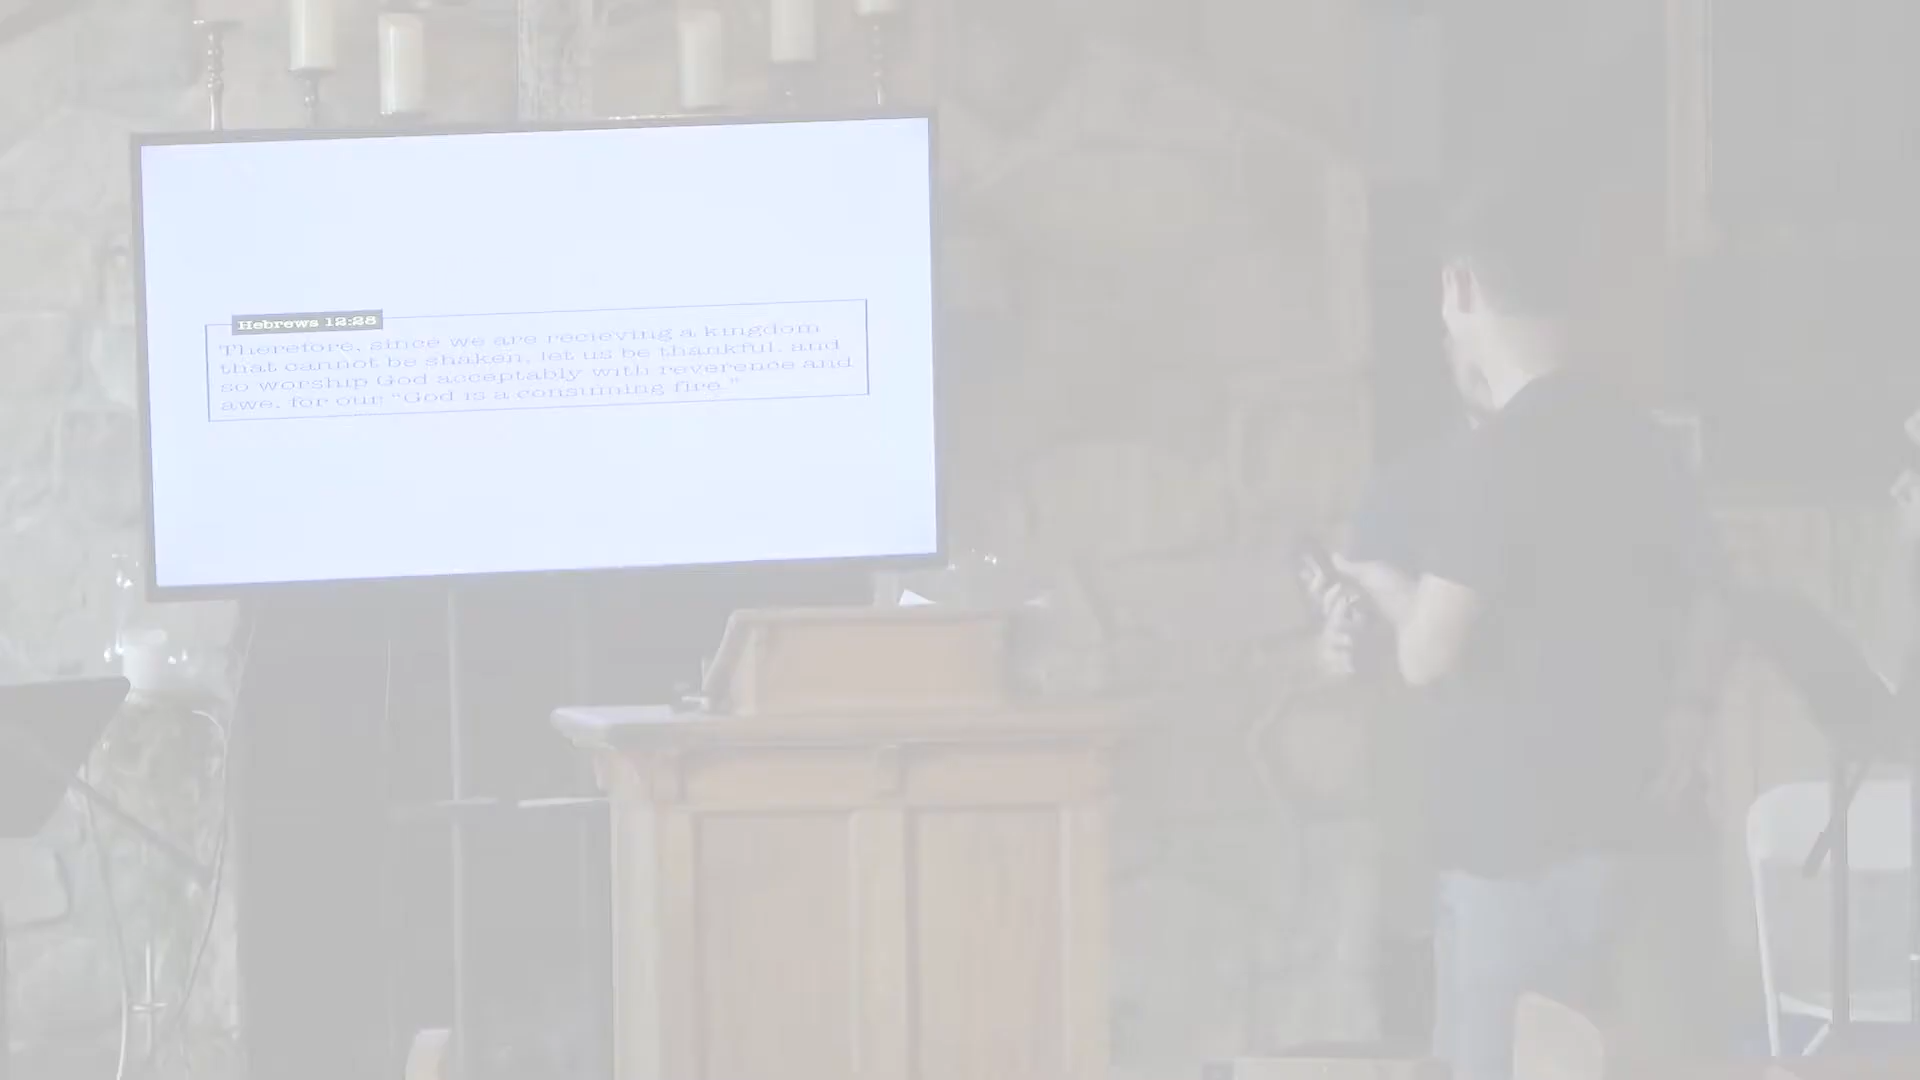 Hebrews 12:28
Therefore, since we are recieving a kingdom
that cannot be shaken, let us be thankful, and
so worship God acceptably with reverence and
awe, for our “God is a consuming fire.”